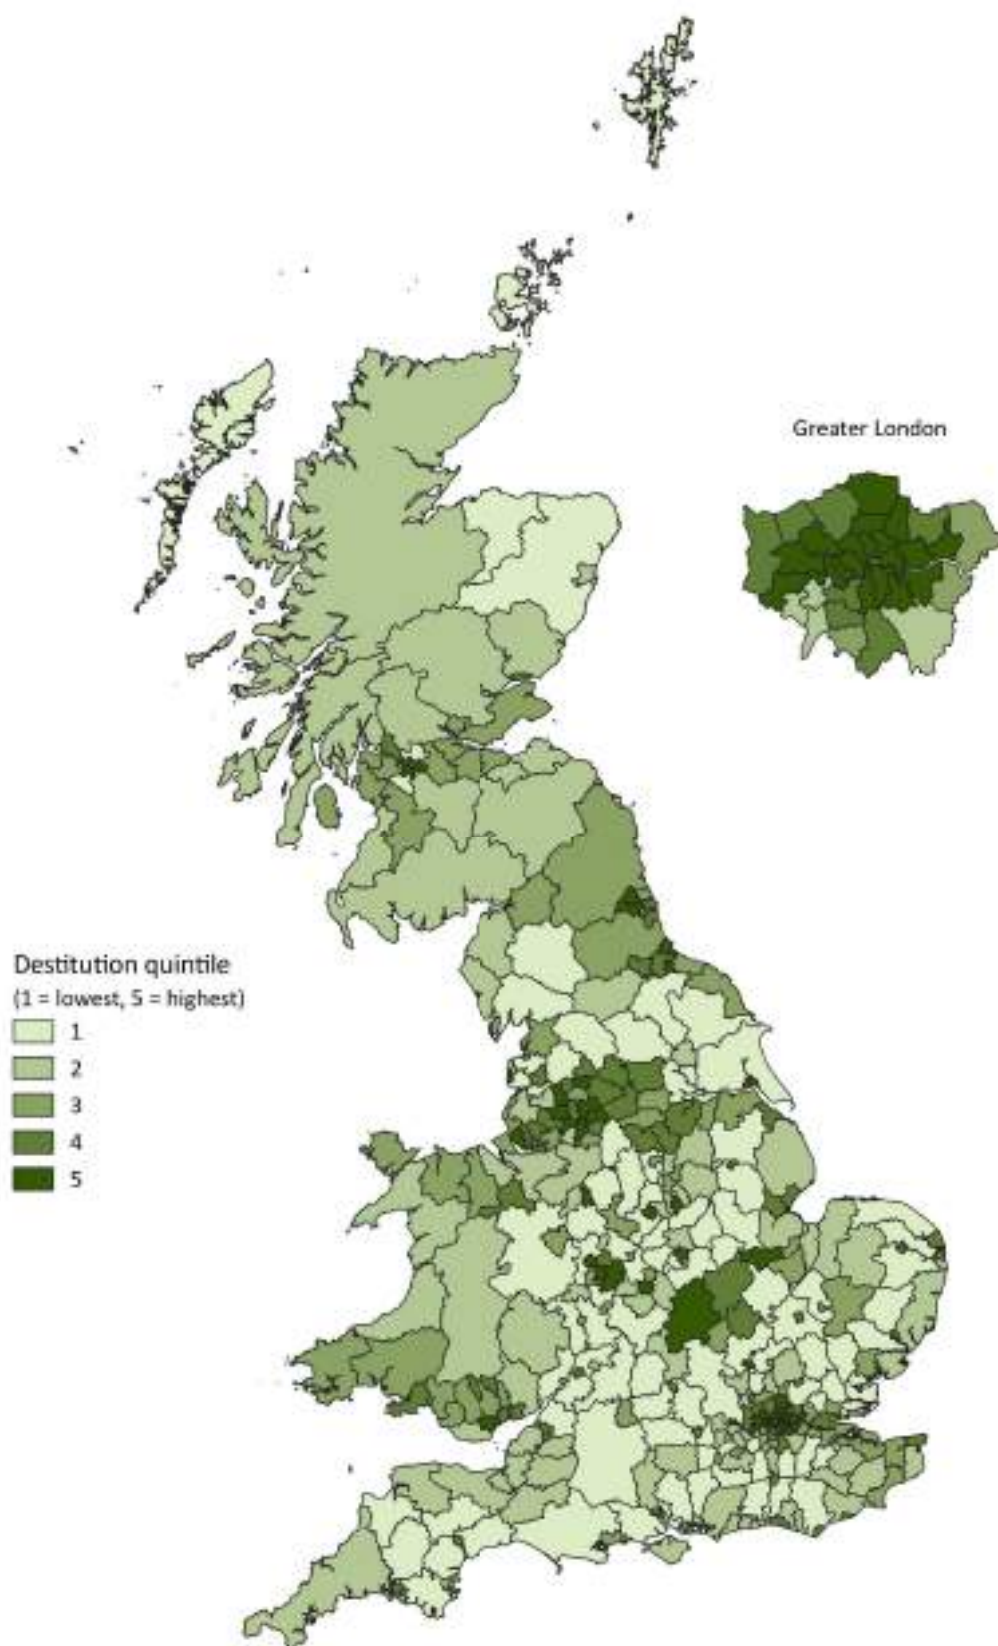 Greater London
Destitution quintile
(1 = lowest, 5 = highest)
1
2
3
4
5